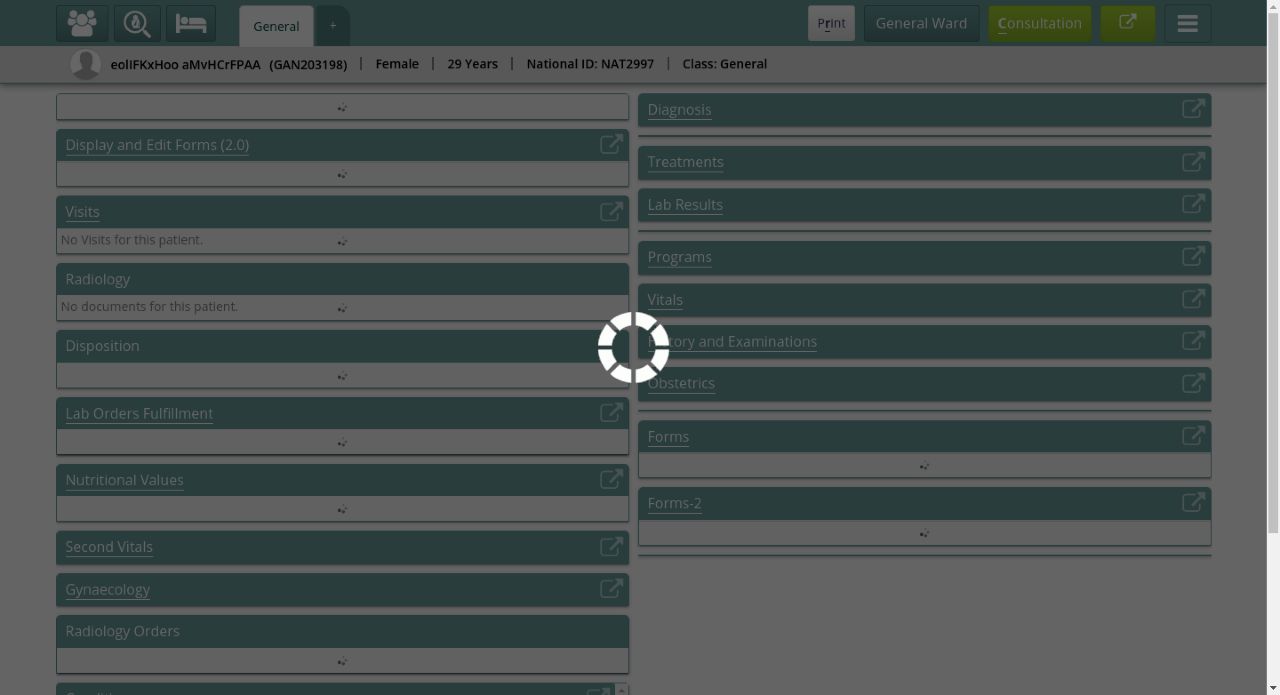 General
+
Print
General Ward
Consultation
eolIFKxHoo aMvHCrFPAA (GAN203198) | Female | 29 Years | National ID: NAT2997 | Class: General
Display and Edit Forms (2.0)
Visits
No Visits for this patient.
Radiology
No documents for this patient.
Disposition
Lab Orders Fulfillment
Nutritional Values
Second Vitals
Gynaecology
Radiology Orders
Diagnosis
Treatments
Lab Results
Programs
Vitals
and Examinations
Obstetrics
Forms
Forms-2